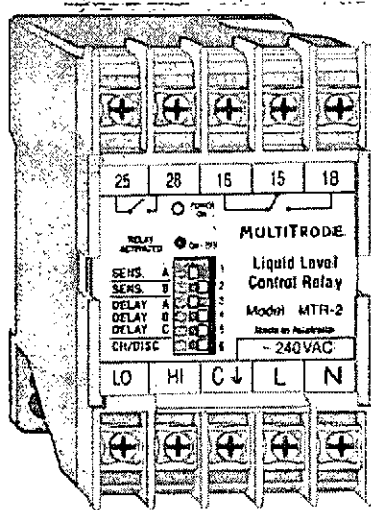 25 28 16 15 18
POWER ON
MULTITRODE
RELAY ACTIVATED
ON
Liquid Level
Control Relay
SENS. A 1
SENS. B 2
DELAY A 3
DELAY B 4
DELAY C 5
CH/DISC 6
Model MTR-2
Made in Australia
~ 240VAC
LO HI C↓ L N